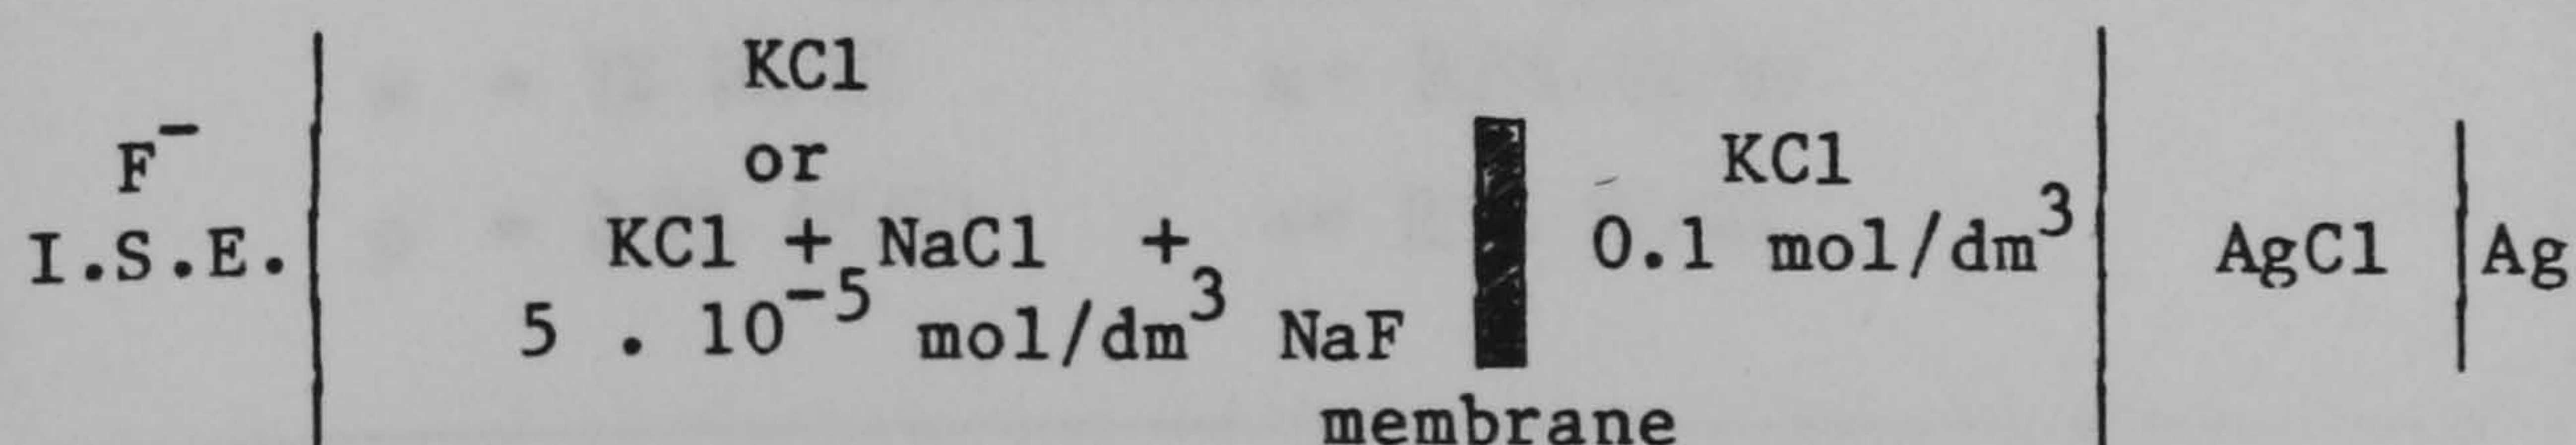 KCl
or
F⁻
I.S.E.
KCl + NaCl +
5 . 10⁻⁵ mol/dm³ NaF
KCl
0.1 mol/dm³
AgCl
Ag
membrane